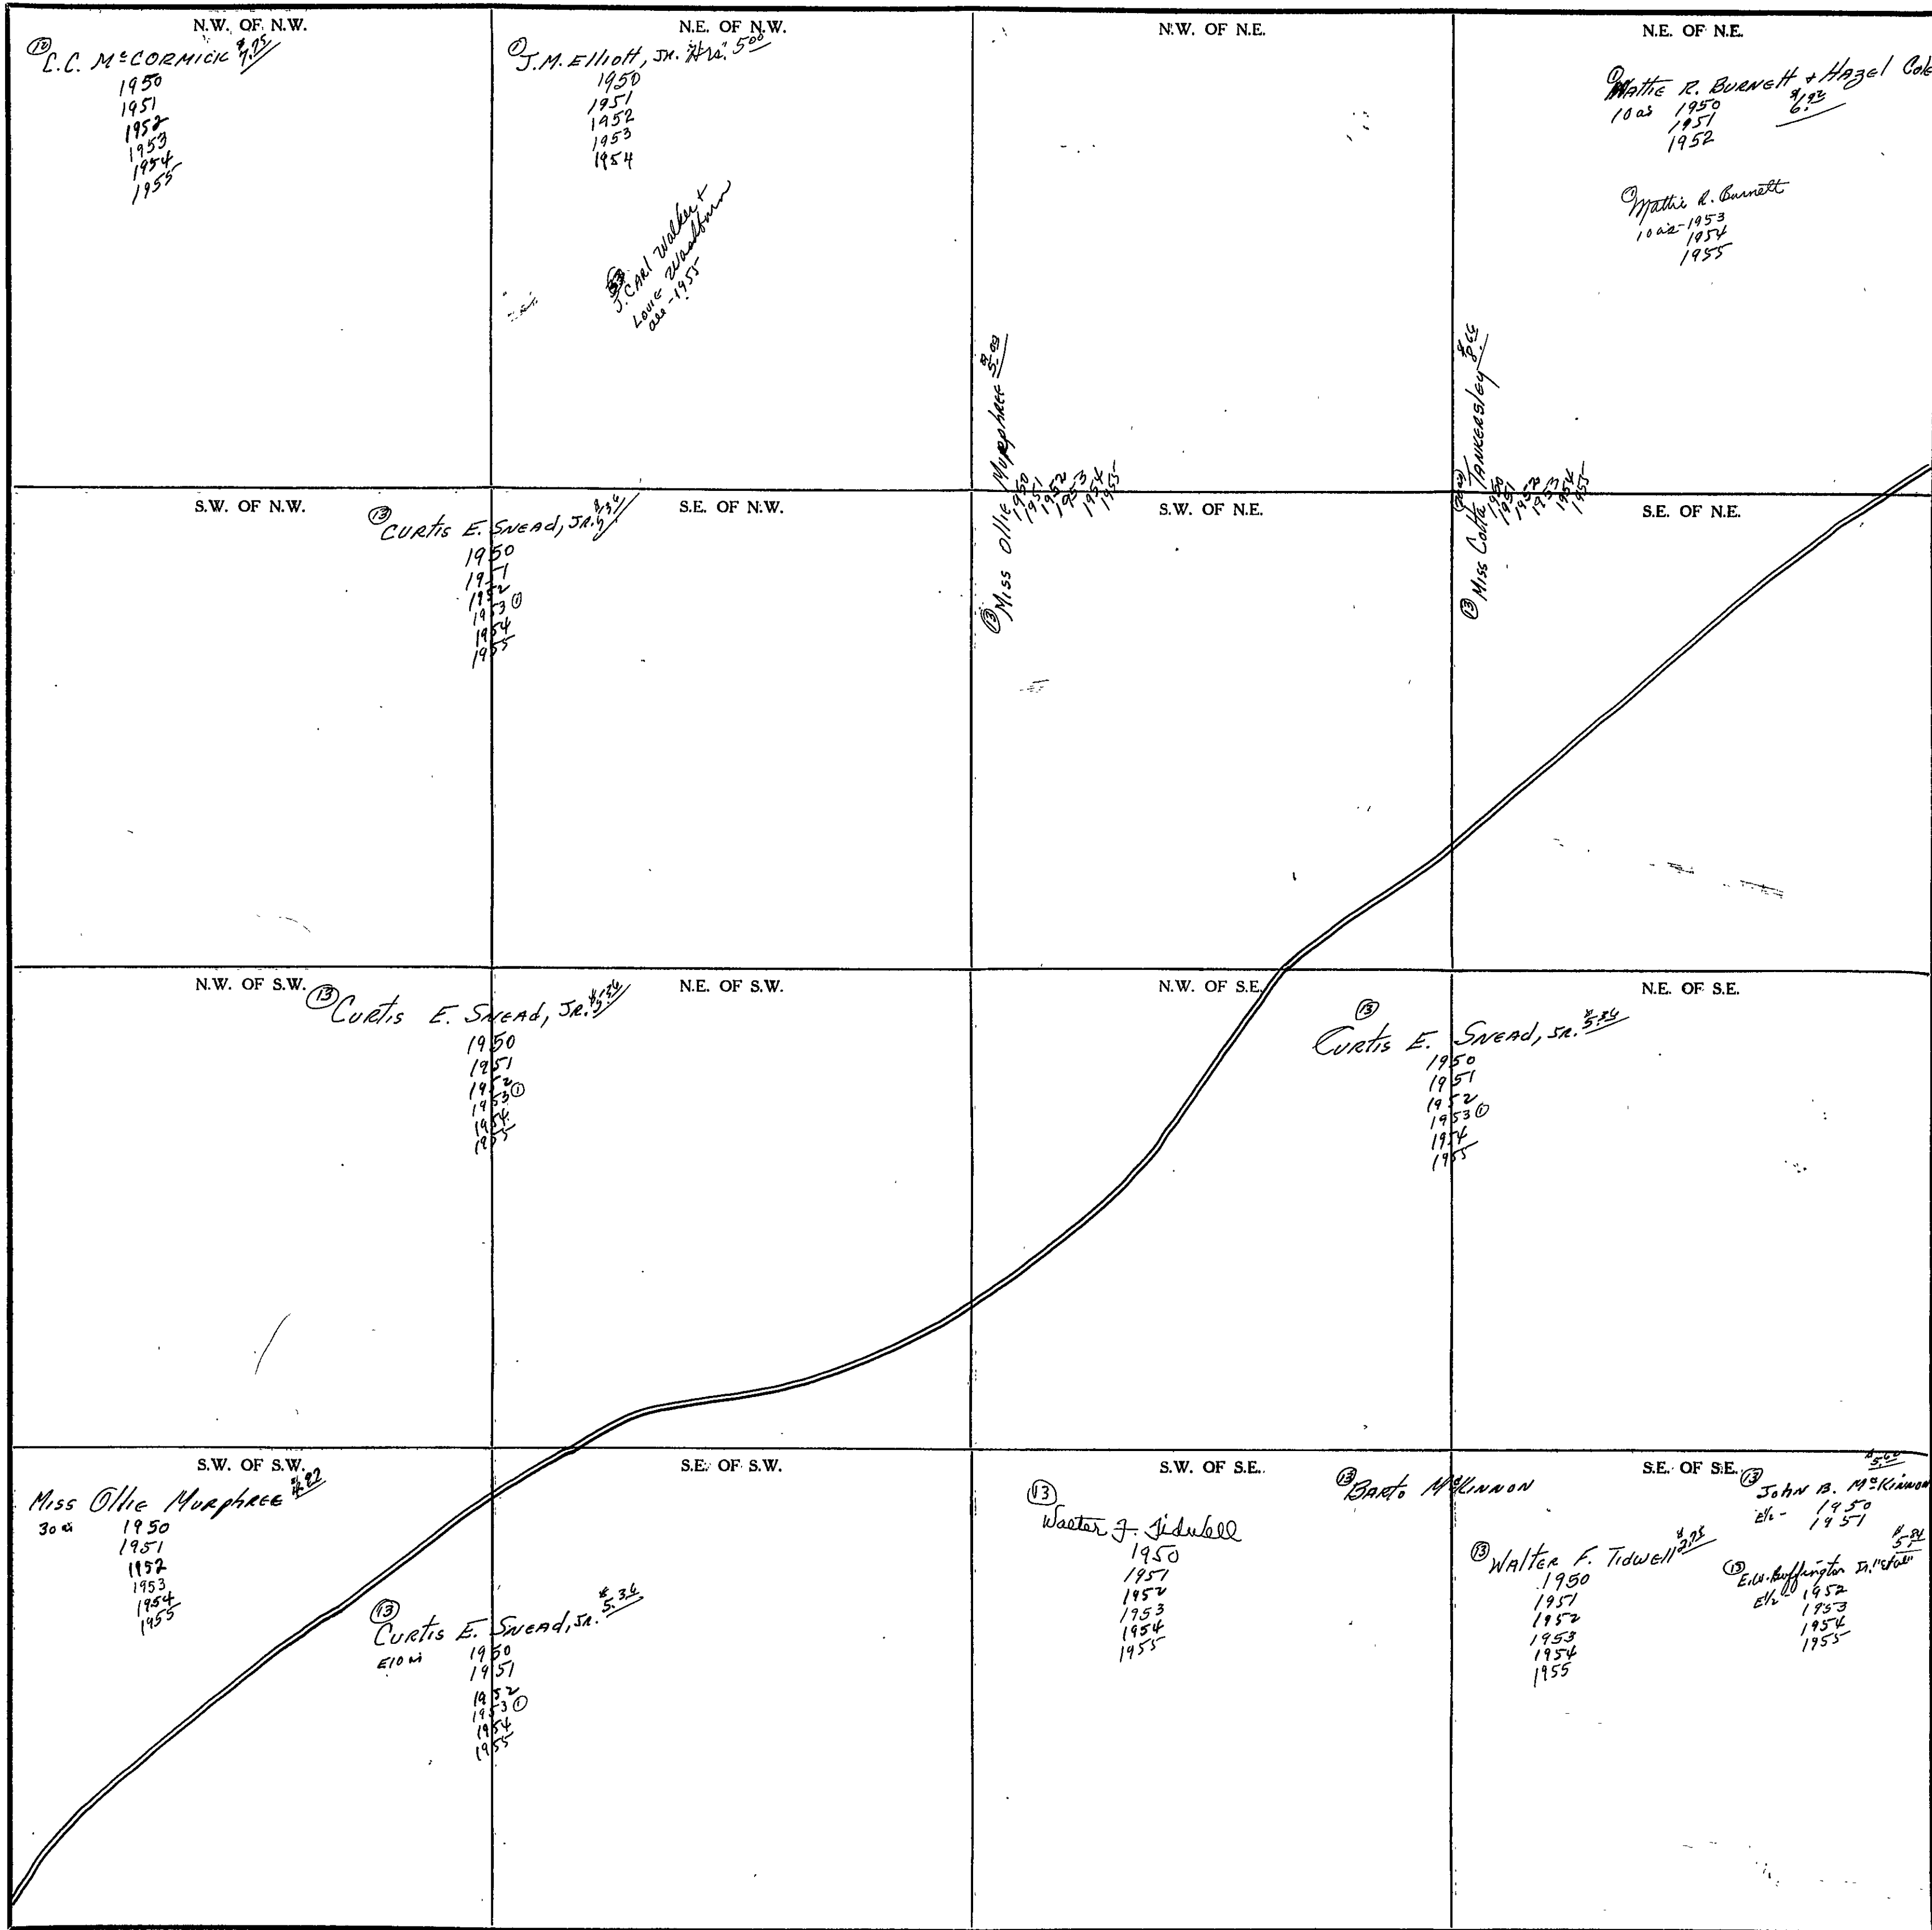 N.W. OF N.W.
L.C. McCORMICK
1950
1951
1952
1953
1954
1955
N.E. OF N.W.
① J.M. Elliott, JR. Hrs. 5.00
1950
1951
1952
1953
1954
J. CARl Walker +
Louie Washburn
all - 1955
N.W. OF N.E.
N.E. OF N.E.
① Mattie R. BURNEtt + HAZEl Cole
10 as 1950
1951
1952
① Mattie R. Burnett
10 as - 1953
1954
1955
S.W. OF N.W.
⑬ CURTIS E. SNEAD, JR.
1950
1951
1952
1953 ①
1954
1955
S.E. OF N.W.
⑬ Miss Ollie Murphree
1950
1951
1952
1953
1954
1955
S.W. OF N.E.
⑬ Miss TANKERSley
1950
1951
1952
1953
1954
1955
S.E. OF N.E.
N.W. OF S.W.
⑬ CURTIS E. SNEAD, JR. $5.36
1950
1951
1952
1953 ①
1954
1955
N.E. OF S.W.
N.W. OF S.E.
⑬
CURTIS E. SNEAD, JR. $5.36
1950
1951
1952
1953 ①
1954
1955
N.E. OF S.E.
S.W. OF S.W.
Miss Ollie MURphREE
30 as 1950
1951
1952
1953
1954
1955
⑬
CURTIS E. SNEAD, JR. $5.36
E10 as 1950
1951
1952
1953 ①
1954
1955
S.E. OF S.W.
S.W. OF S.E.
⑬
Walter F. Tidwell
1950
1951
1952
1953
1954
1955
⑬ BARTO McKINNON
S.E. OF S.E.
⑬ WALTER F. TIDWELL
1950
1951
1952
1953
1954
1955
⑬ JOHN B. McKINNON
E½ - 1950
1951
⑬ E.W. Buffington Jr. "etal"
E½ - 1952
1953
1954
1955